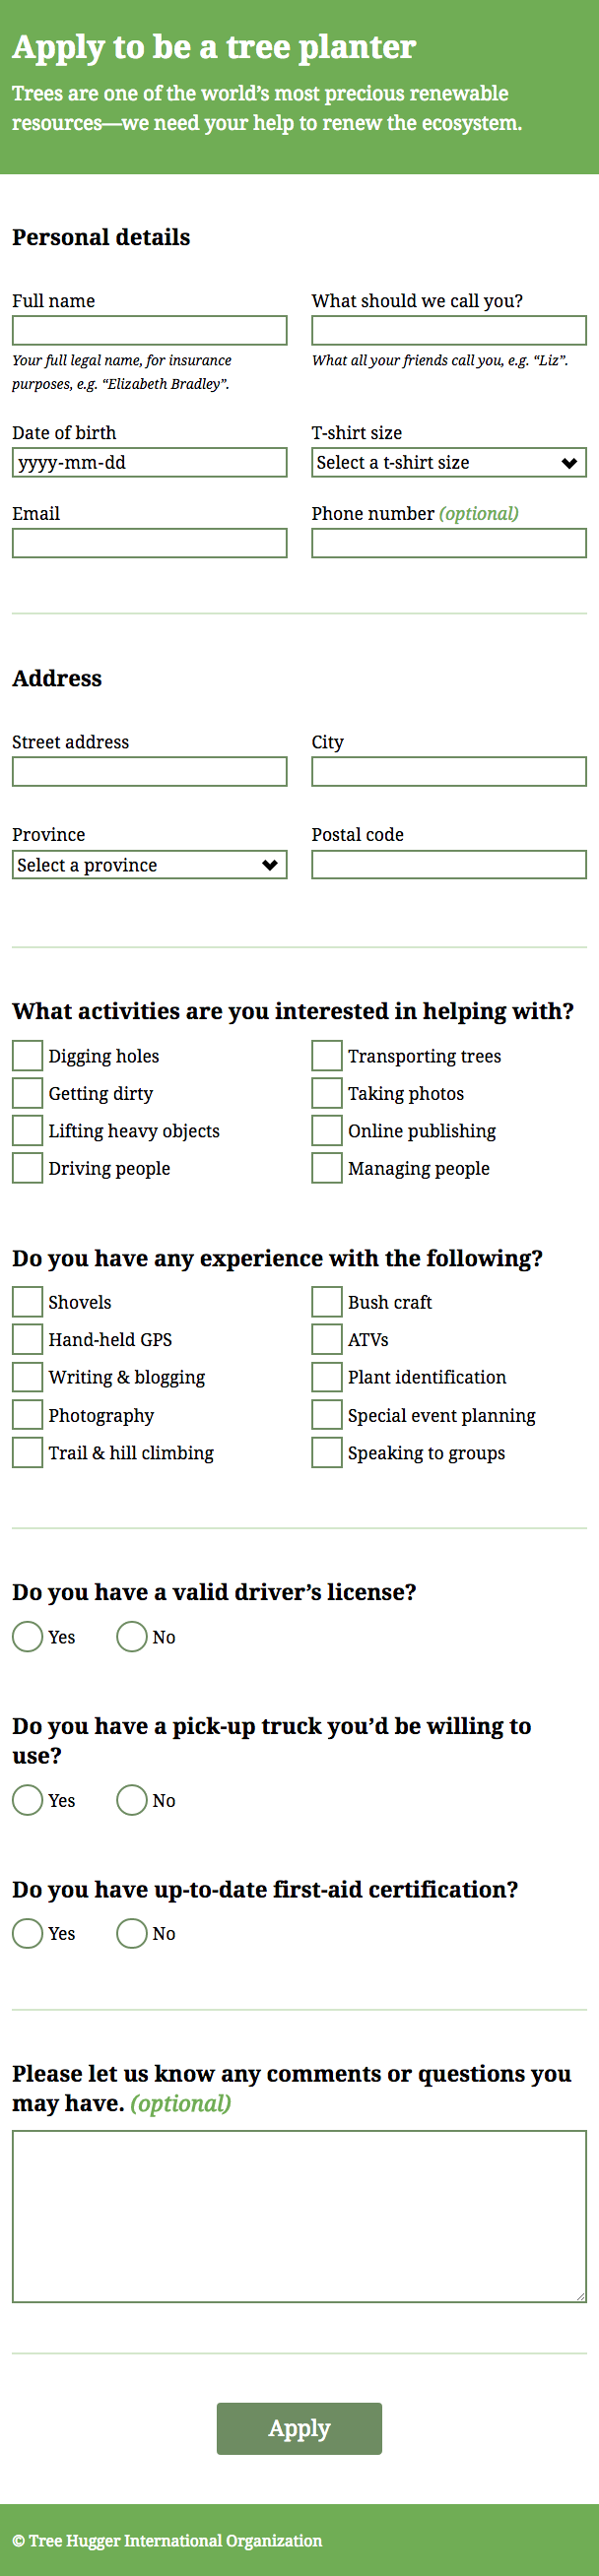 Apply to be a tree planter
Trees are one of the world’s most precious renewable
resources—we need your help to renew the ecosystem.
Personal details
Full name
What should we call you?
Your full legal name, for insurance
purposes, e.g. “Elizabeth Bradley”.
What all your friends call you, e.g. “Liz”.
Date of birth
T-shirt size
yyyy-mm-dd
Select a t-shirt size
Email
Phone number (optional)
Address
Street address
City
Province
Postal code
Select a province
What activities are you interested in helping with?
Digging holes
Transporting trees
Getting dirty
Taking photos
Lifting heavy objects
Online publishing
Driving people
Managing people
Do you have any experience with the following?
Shovels
Bush craft
Hand-held GPS
ATVs
Writing & blogging
Plant identification
Photography
Special event planning
Trail & hill climbing
Speaking to groups
Do you have a valid driver’s license?
Yes
No
Do you have a pick-up truck you’d be willing to
use?
Yes
No
Do you have up-to-date first-aid certification?
Yes
No
Please let us know any comments or questions you
may have. (optional)
Apply
© Tree Hugger International Organization